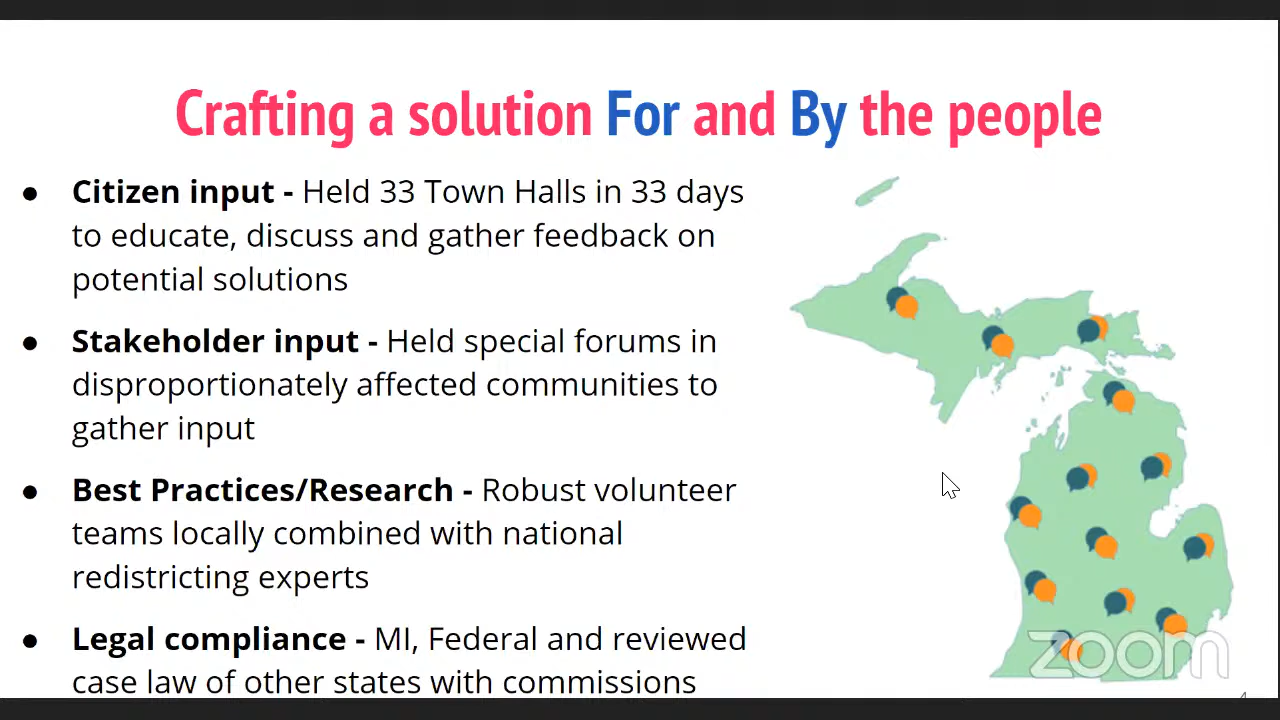 Crafting a solution For and By the people
● Citizen input - Held 33 Town Halls in 33 days
to educate, discuss and gather feedback on
potential solutions
● Stakeholder input - Held special forums in
disproportionately affected communities to
gather input
● Best Practices/Research - Robust volunteer
teams locally combined with national
redistricting experts
● Legal compliance - MI, Federal and reviewed
case law of other states with commissions
zoom